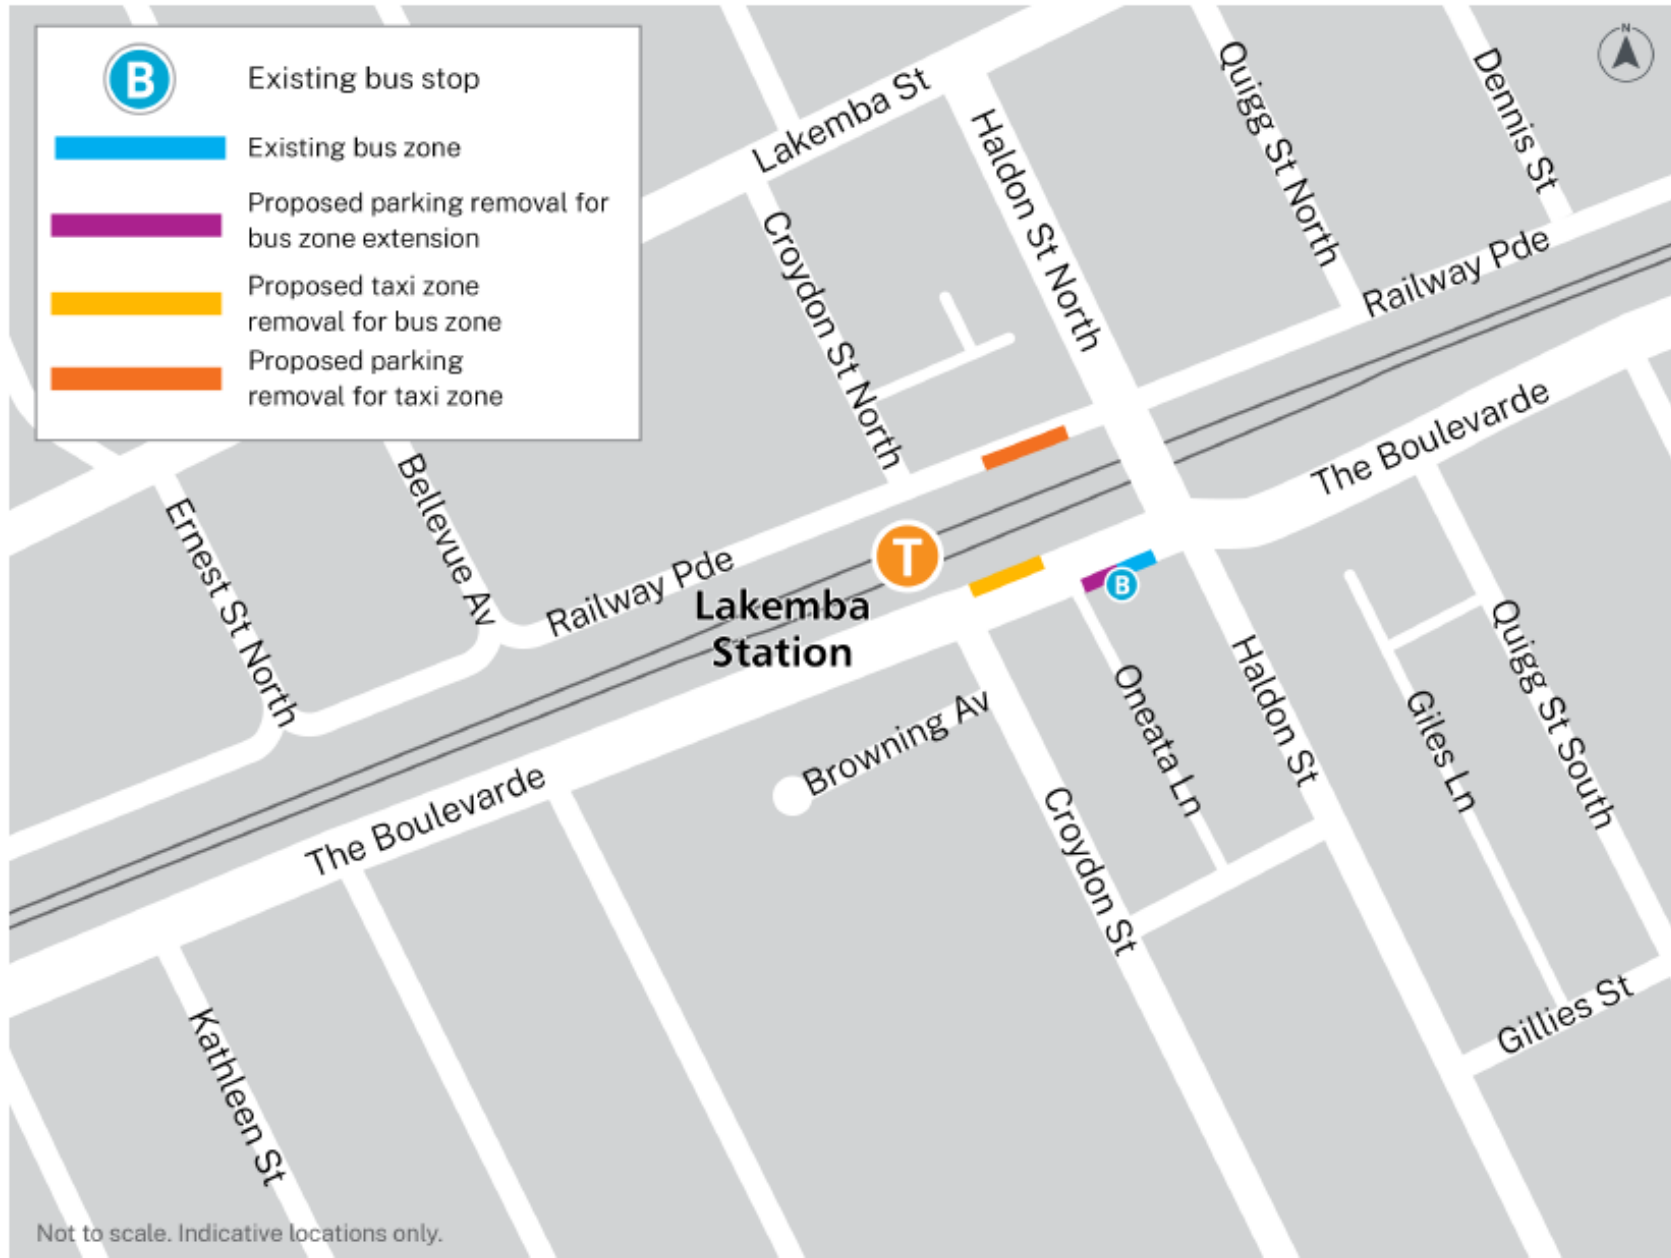 B Existing bus stop
Existing bus zone
Proposed parking removal for
bus zone extension
Proposed taxi zone
removal for bus zone
Proposed parking
removal for taxi zone
N
Lakemba St
Haldon St North
Quigg St North
Dennis St
Croydon St North
Railway Pde
The Boulevarde
Bellevue Av
Ernest St North
Railway Pde
T
Lakemba
Station
B
Browning Av
Oneata Ln
Haldon St
Giles Ln
Quigg St South
The Boulevarde
Croydon St
Gillies St
Kathleen St
Not to scale. Indicative locations only.